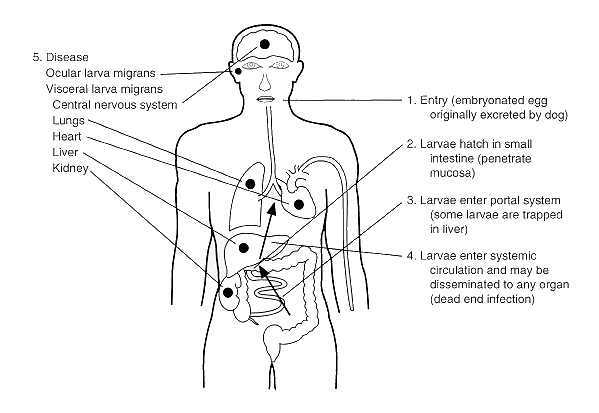 5. Disease
Ocular larva migrans
Visceral larva migrans
Central nervous system
Lungs
Heart
Liver
Kidney
1. Entry (embryonated egg
originally excreted by dog)
2. Larvae hatch in small
intestine (penetrate
mucosa)
3. Larvae enter portal system
(some larvae are trapped
in liver)
4. Larvae enter systemic
circulation and may be
disseminated to any organ
(dead end infection)